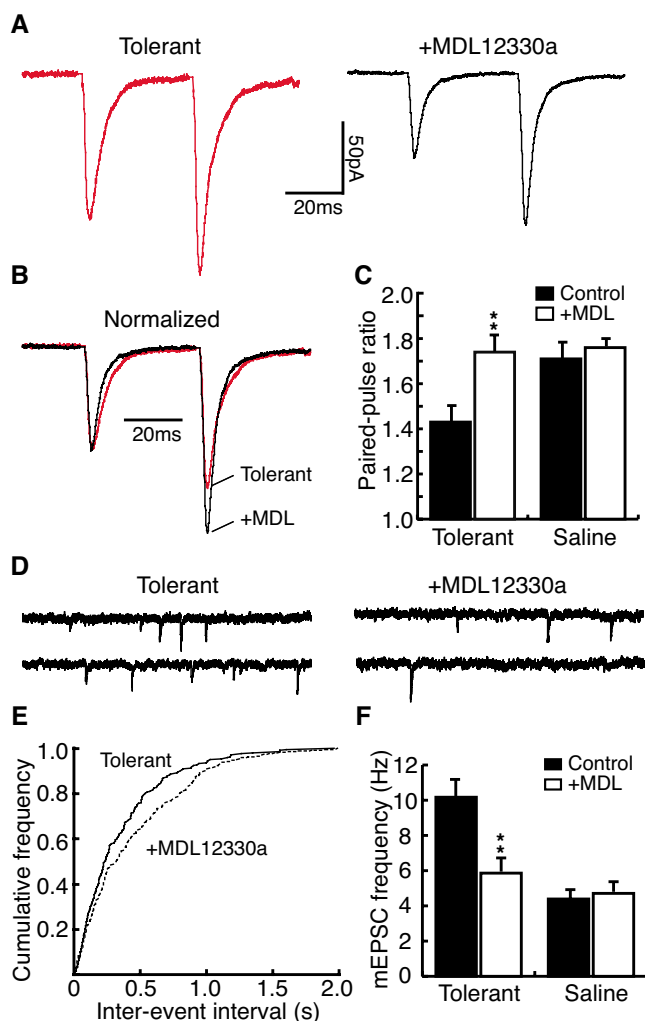 A
Tolerant
+MDL12330a
50pA
20ms
B
Normalized
20ms
Tolerant
+MDL
C
Control
+MDL
**
Paired-pulse ratio
2.0
1.8
1.6
1.4
1.2
1.0
Tolerant
Saline
D
Tolerant
+MDL12330a
E
Cumulative frequency
1.0
0.8
0.6
0.4
0.2
Tolerant
+MDL12330a
0
0.5
1.0
1.5
2.0
Inter-event interval (s)
F
Control
+MDL
**
mEPSC frequency (Hz)
12
10
8
6
4
2
0
Tolerant
Saline